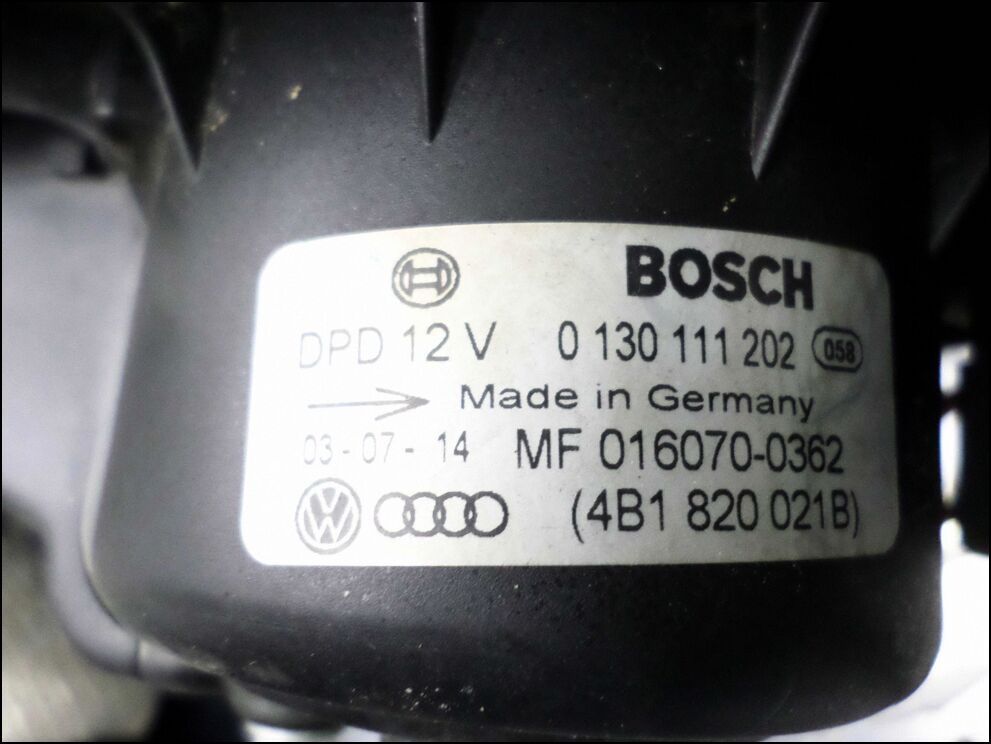 BOSCH
DPD 12 V 0 130 111 202 058
Made in Germany
03-07-14 MF 016070-0362
VW (4B1 820 021B)